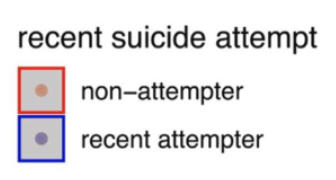 recent suicide attempt
non−attempter
recent attempter